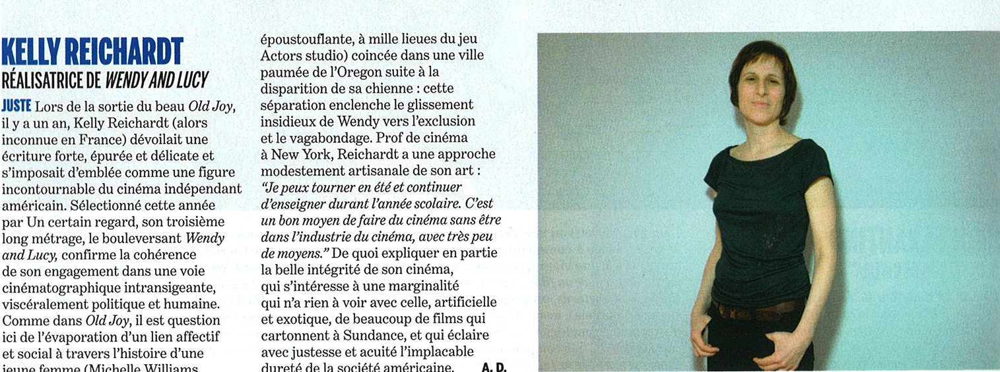 KELLY REICHARDT
RÉALISATRICE DE WENDY AND LUCY
JUSTE Lors de la sortie du beau Old Joy,
il y a un an, Kelly Reichardt (alors
inconnue en France) dévoilait une
écriture forte, épurée et délicate et
s’imposait d’emblée comme une figure
incontournable du cinéma indépendant
américain. Sélectionné cette année
par Un certain regard, son troisième
long métrage, le bouleversant Wendy
and Lucy, confirme la cohérence
de son engagement dans une voie
cinématographique intransigeante,
viscéralement politique et humaine.
Comme dans Old Joy, il est question
ici de l’évaporation d’un lien affectif
et social à travers l’histoire d’une
jeune femme (Michelle Williams
époustouflante, à mille lieues du jeu
Actors studio) coincée dans une ville
paumée de l’Oregon suite à la
disparition de sa chienne : cette
séparation enclenche le glissement
insidieux de Wendy vers l’exclusion
et le vagabondage. Prof de cinéma
à New York, Reichardt a une approche
modestement artisanale de son art :
“Je peux tourner en été et continuer
d’enseigner durant l’année scolaire. C’est
un bon moyen de faire du cinéma sans être
dans l’industrie du cinéma, avec très peu
de moyens.” De quoi expliquer en partie
la belle intégrité de son cinéma,
qui s’intéresse à une marginalité
qui n’a rien à voir avec celle, artificielle
et exotique, de beaucoup de films qui
cartonnent à Sundance, et qui éclaire
avec justesse et acuité l’implacable
dureté de la société américaine. A. D.